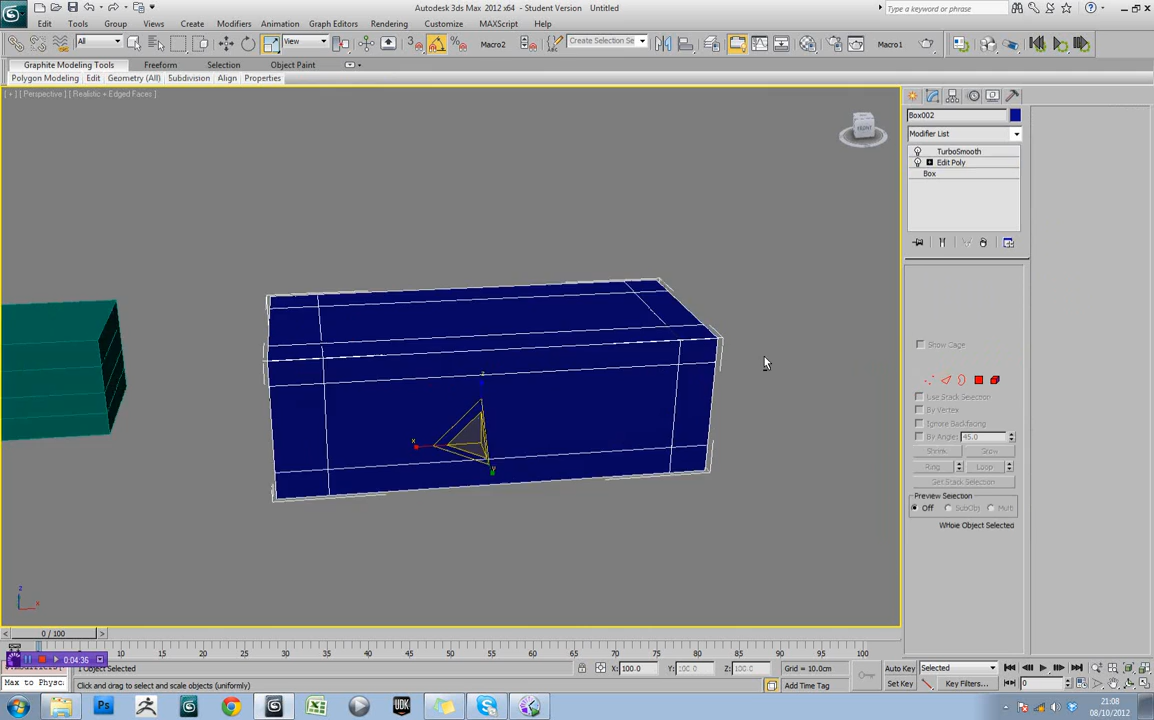 Autodesk 3ds Max 2012 x64 - Student Version Untitled
Type a keyword or phrase
Edit Tools Group Views Create Modifiers Animation Graph Editors Rendering Customize MAXScript Help
All View Macro2 Create Selection Se Macro1
Graphite Modeling Tools Freeform Selection Object Paint
Polygon Modeling Edit Geometry (All) Subdivision Align Properties
[ + ] [ Perspective ] [ Realistic + Edged Faces ]
FRONT
Box002
Modifier List
TurboSmooth
Edit Poly
Box
Show Cage
Use Stack Selection
By Vertex
Ignore Backfacing
By Angle: 45.0
Shrink Grow
Ring Loop
Get Stack Selection
Preview Selection
Off SubObj Multi
Whole Object Selected
z
x
y
z
x
0 / 100
10 15 20 25 30 35 40 45 50 55 60 65 70 75 80 85 90 95 100
0:04:36
1 Object Selected
X: 100.0 Y: 100.0 Z: 100.0 Grid = 10.0cm
Auto Key Selected
Max to Physc
Click and drag to select and scale objects (uniformly)
Add Time Tag
Set Key Key Filters... 0
Ps UDK
21:08
08/10/2012